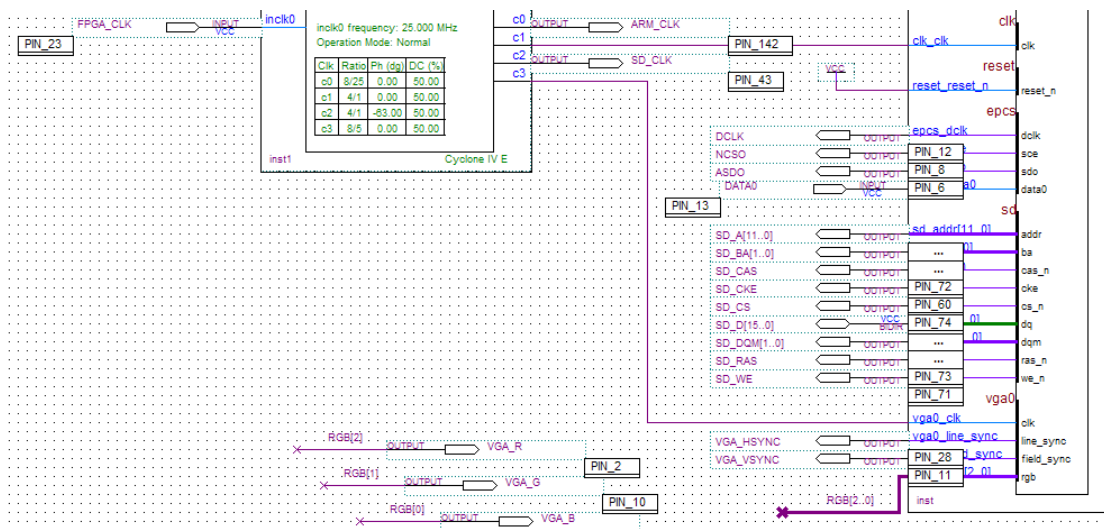 FPGA_CLK
INPUT
VCC
PIN_23
inclk0
inclk0 frequency: 25.000 MHz
Operation Mode: Normal
Clk Ratio Ph (dg) DC (%)
c0 8/25 0.00 50.00
c1 4/1 0.00 50.00
c2 4/1 -63.00 50.00
c3 8/5 0.00 50.00
inst1
Cyclone IV E
c0
c1
c2
c3
OUTPUT
ARM_CLK
PIN_142
OUTPUT
SD_CLK
PIN_43
VCC
clk
clk_clk
clk
reset
reset_reset_n
reset_n
epcs
DCLK
OUTPUT
epcs_dclk
dclk
NCSO
OUTPUT
PIN_12
sce
ASDO
OUTPUT
PIN_8
sdo
DATA0
INPUT
VCC
PIN_6
a0
data0
PIN_13
sd
SD_A[11..0]
OUTPUT
sd_addr[11..0]
addr
SD_BA[1..0]
OUTPUT
...
0]
ba
SD_CAS
OUTPUT
...
cas_n
SD_CKE
OUTPUT
PIN_72
cke
SD_CS
OUTPUT
PIN_60
cs_n
SD_D[15..0]
VCC
BIDIR
PIN_74
0]
dq
SD_DQM[1..0]
OUTPUT
...
0]
dqm
SD_RAS
OUTPUT
...
ras_n
SD_WE
OUTPUT
PIN_73
we_n
PIN_71
vga0
vga0_clk
clk
VGA_HSYNC
OUTPUT
vga0_line_sync
line_sync
VGA_VSYNC
OUTPUT
PIN_28
d_sync
field_sync
PIN_11
[2..0]
rgb
RGB[2..0]
inst
RGB[2]
OUTPUT
VGA_R
PIN_2
RGB[1]
OUTPUT
VGA_G
PIN_10
RGB[0]
OUTPUT
VGA_B